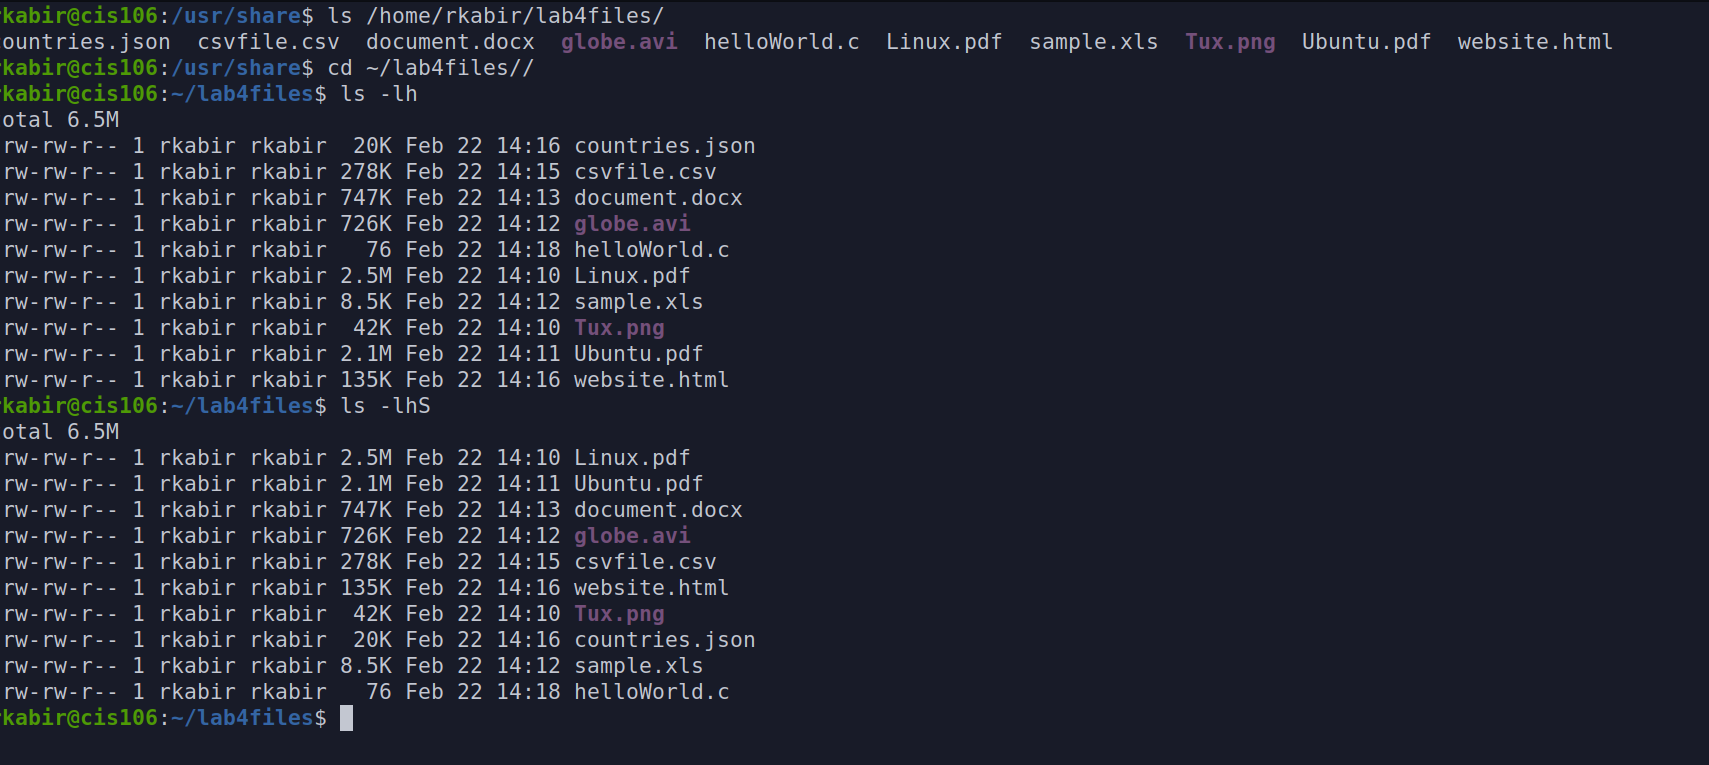 rkabir@cis106:/usr/share$ ls /home/rkabir/lab4files/
ountries.json  csvfile.csv  document.docx  globe.avi  helloWorld.c  Linux.pdf  sample.xls  Tux.png  Ubuntu.pdf  website.html
rkabir@cis106:/usr/share$ cd ~/lab4files//
rkabir@cis106:~/lab4files$ ls -lh
otal 6.5M
rw-rw-r-- 1 rkabir rkabir  20K Feb 22 14:16 countries.json
rw-rw-r-- 1 rkabir rkabir 278K Feb 22 14:15 csvfile.csv
rw-rw-r-- 1 rkabir rkabir 747K Feb 22 14:13 document.docx
rw-rw-r-- 1 rkabir rkabir 726K Feb 22 14:12 globe.avi
rw-rw-r-- 1 rkabir rkabir   76 Feb 22 14:18 helloWorld.c
rw-rw-r-- 1 rkabir rkabir 2.5M Feb 22 14:10 Linux.pdf
rw-rw-r-- 1 rkabir rkabir 8.5K Feb 22 14:12 sample.xls
rw-rw-r-- 1 rkabir rkabir  42K Feb 22 14:10 Tux.png
rw-rw-r-- 1 rkabir rkabir 2.1M Feb 22 14:11 Ubuntu.pdf
rw-rw-r-- 1 rkabir rkabir 135K Feb 22 14:16 website.html
rkabir@cis106:~/lab4files$ ls -lhS
otal 6.5M
rw-rw-r-- 1 rkabir rkabir 2.5M Feb 22 14:10 Linux.pdf
rw-rw-r-- 1 rkabir rkabir 2.1M Feb 22 14:11 Ubuntu.pdf
rw-rw-r-- 1 rkabir rkabir 747K Feb 22 14:13 document.docx
rw-rw-r-- 1 rkabir rkabir 726K Feb 22 14:12 globe.avi
rw-rw-r-- 1 rkabir rkabir 278K Feb 22 14:15 csvfile.csv
rw-rw-r-- 1 rkabir rkabir 135K Feb 22 14:16 website.html
rw-rw-r-- 1 rkabir rkabir  42K Feb 22 14:10 Tux.png
rw-rw-r-- 1 rkabir rkabir  20K Feb 22 14:16 countries.json
rw-rw-r-- 1 rkabir rkabir 8.5K Feb 22 14:12 sample.xls
rw-rw-r-- 1 rkabir rkabir   76 Feb 22 14:18 helloWorld.c
rkabir@cis106:~/lab4files$